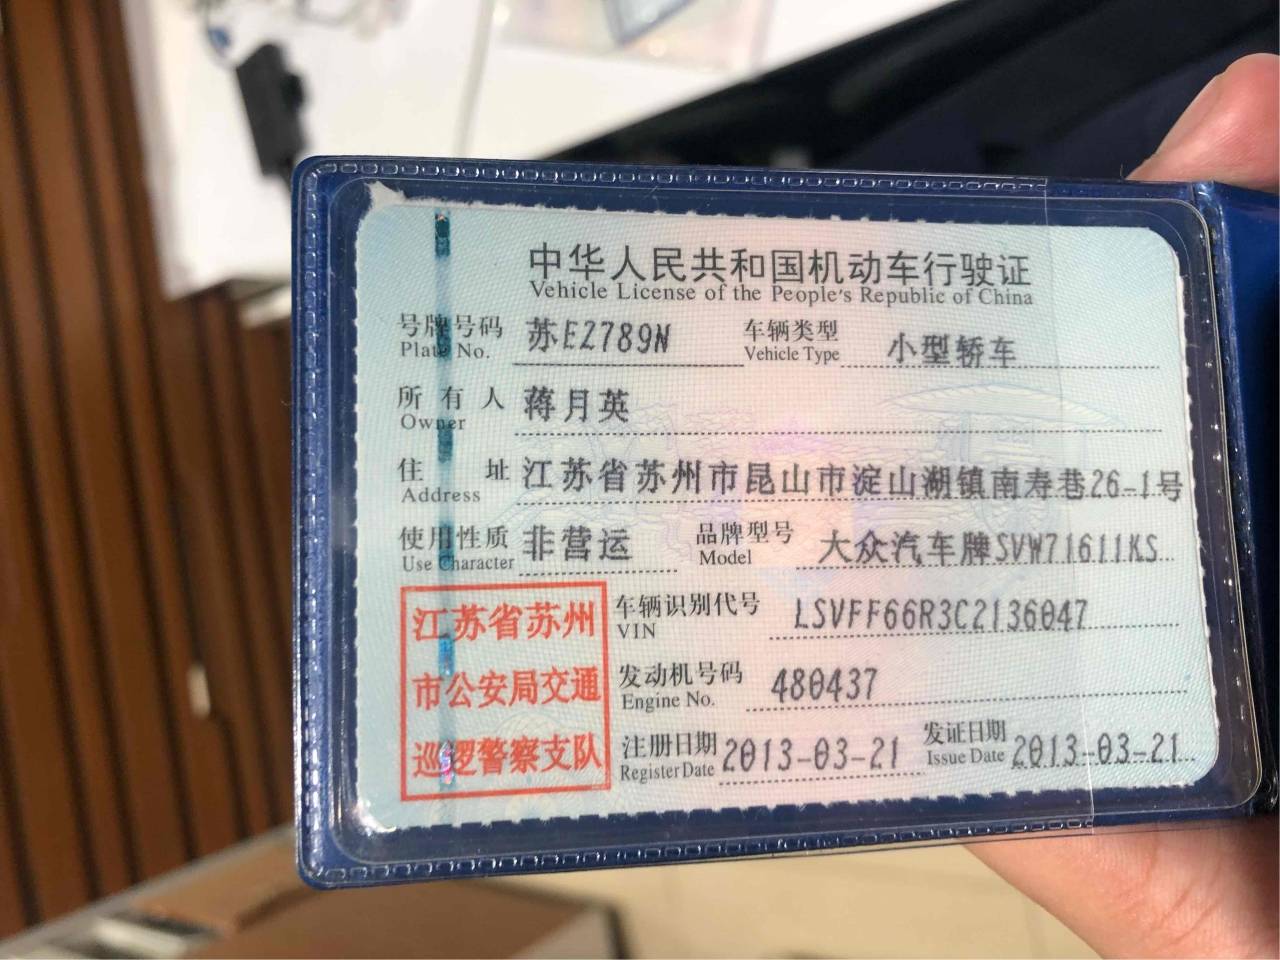 中华人民共和国机动车行驶证
Vehicle License of the People's Republic of China
号牌号码 苏EZ789N 车辆类型 小型轿车
Plate No. Vehicle Type
所有人 蒋月英
Owner
住址 江苏省苏州市昆山市淀山湖镇南寿巷26-1号
Address
使用性质 非营运 品牌型号 大众汽车牌SVW71611KS
Use Character Model
江苏省苏州 车辆识别代号 LSVFF66R3C2136047
VIN
市公安局交通 发动机号码 480437
Engine No.
巡逻警察支队 注册日期 2013-03-21 发证日期 2013-03-21
Register Date Issue Date